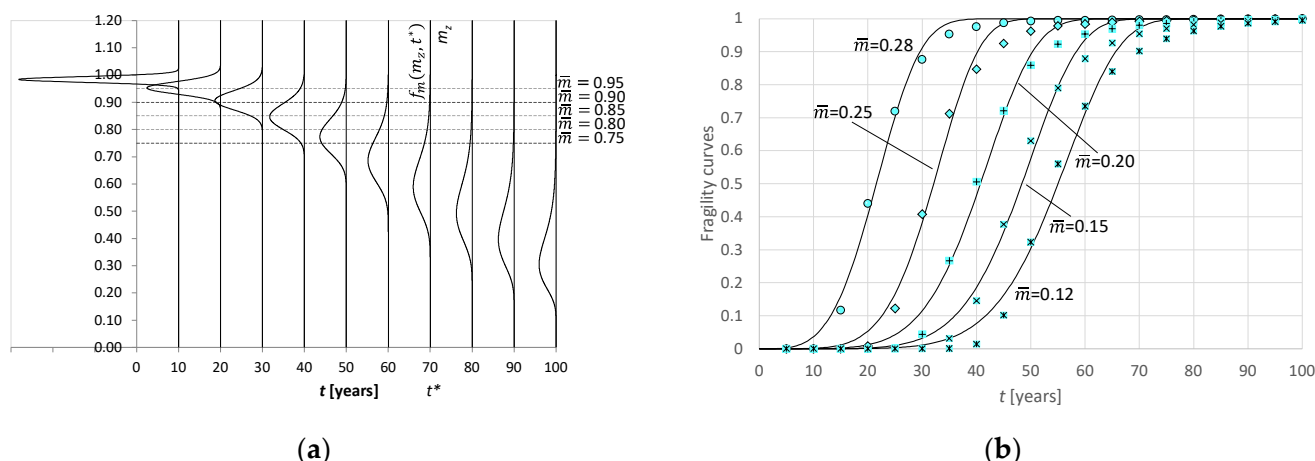 1.20
1.10
1.00
0.90
0.80
0.70
0.60
0.50
0.40
0.30
0.20
0.10
0.00
f_m(m_Z, t*)
m_z
m̅ = 0.95
m̅ = 0.90
m̅ = 0.85
m̅ = 0.80
m̅ = 0.75
0 10 20 30 40 50 60 70 80 90 100
t [years] t*
(a)
Fragility curves
1
0.9
0.8
0.7
0.6
0.5
0.4
0.3
0.2
0.1
0
m̅=0.28
m̅=0.25
m̅=0.20
m̅=0.15
m̅=0.12
0 10 20 30 40 50 60 70 80 90 100
t [years]
(b)